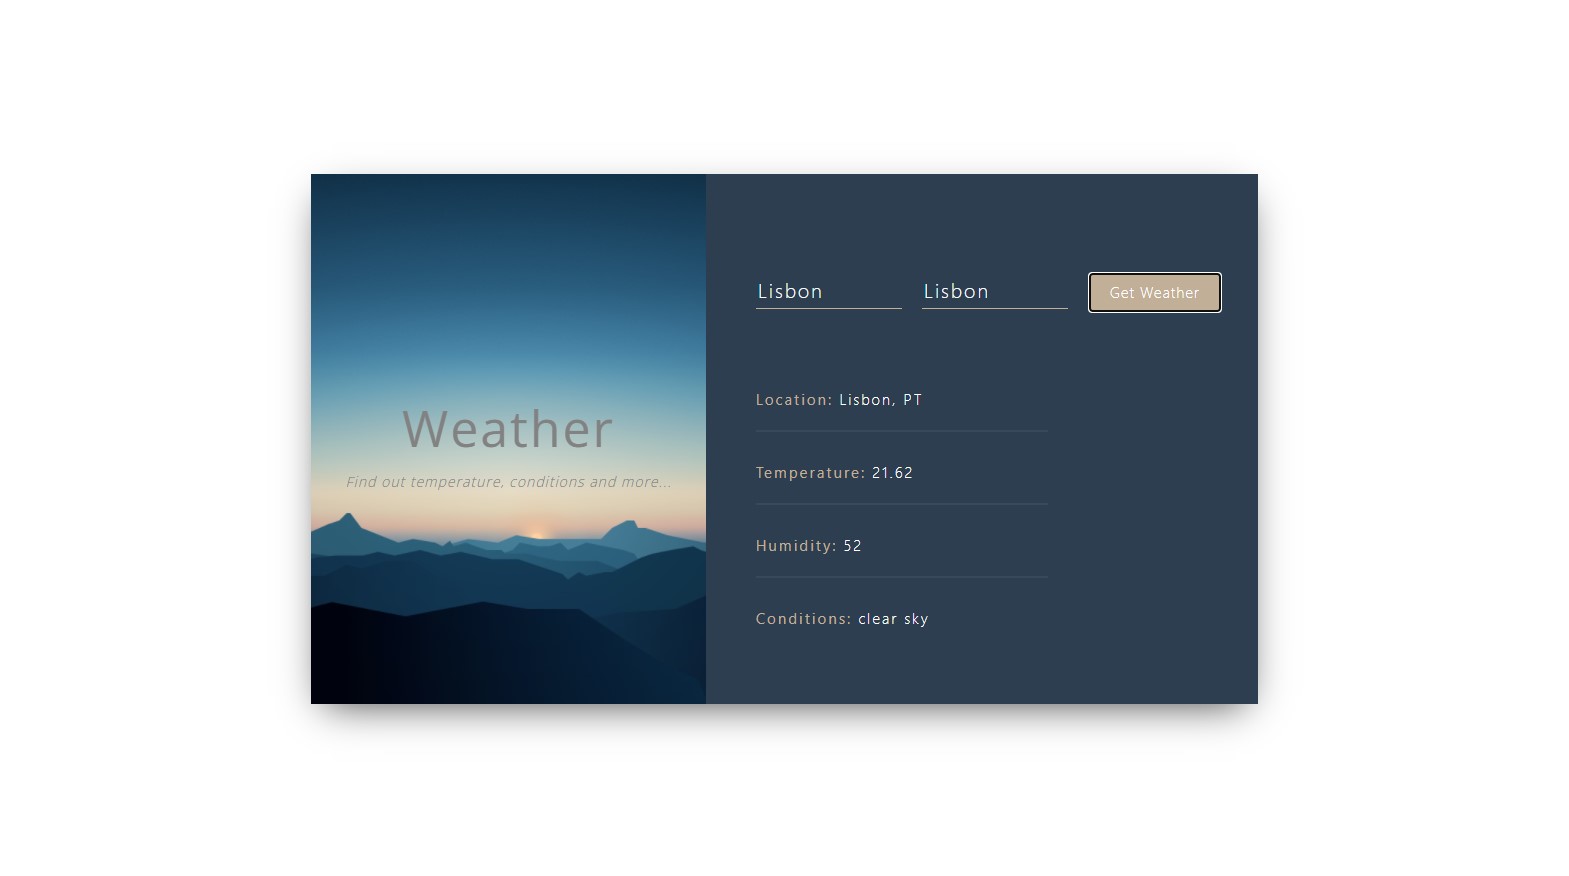 Weather
Find out temperature, conditions and more...
Lisbon Lisbon Get Weather
Location: Lisbon, PT
Temperature: 21.62
Humidity: 52
Conditions: clear sky